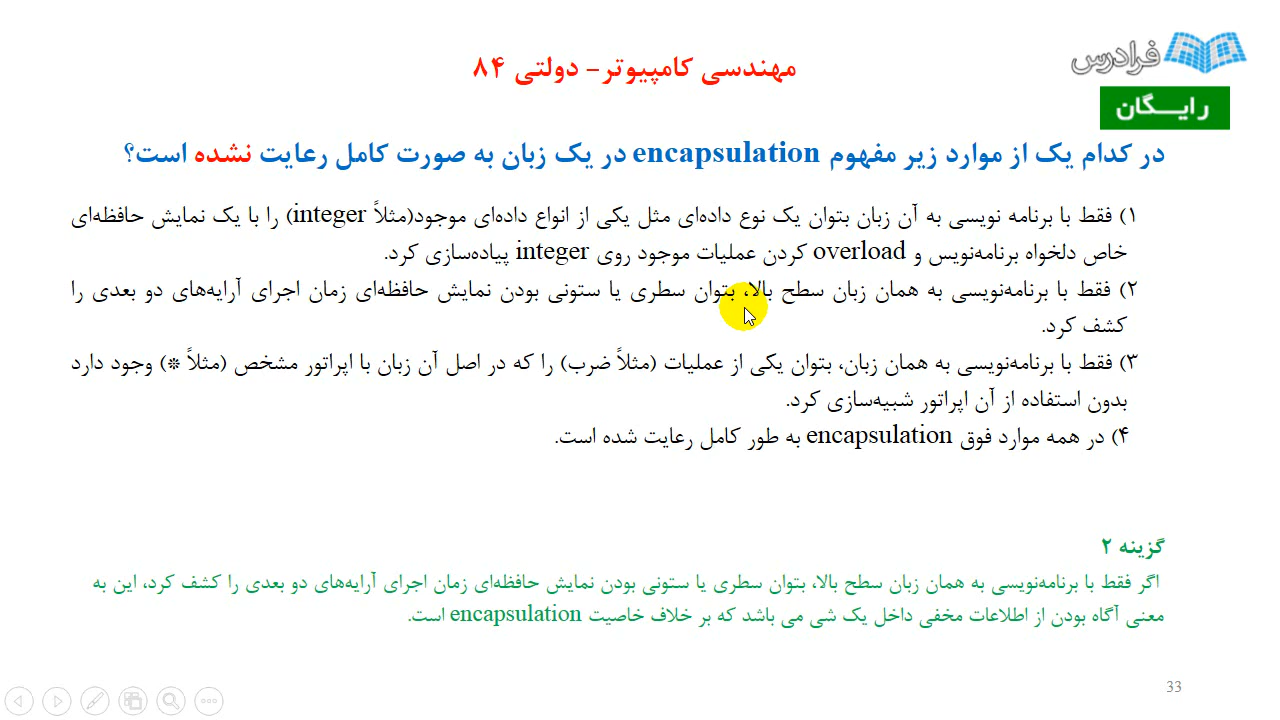 فرادرس
رایـــگان
مهندسی کامپیوتر- دولتی ۸۴
در کدام یک از موارد زیر مفهوم encapsulation در یک زبان به صورت کامل رعایت نشده است؟
۱) فقط با برنامه نویسی به آن زبان بتوان یک نوع داده‌ای مثل یکی از انواع داده‌ای موجود(مثلاً integer) را با یک نمایش حافظه‌ای
خاص دلخواه برنامه‌نویس و overload کردن عملیات موجود روی integer پیاده‌سازی کرد.
۲) فقط با برنامه‌نویسی به همان زبان سطح بالا، بتوان سطری یا ستونی بودن نمایش حافظه‌ای زمان اجرای آرایه‌های دو بعدی را
کشف کرد.
۳) فقط با برنامه‌نویسی به همان زبان، بتوان یکی از عملیات (مثلاً ضرب) را که در اصل آن زبان با اپراتور مشخص (مثلاً *) وجود دارد
بدون استفاده از آن اپراتور شبیه‌سازی کرد.
۴) در همه موارد فوق encapsulation به طور کامل رعایت شده است.
گزینه ۲
اگر فقط با برنامه‌نویسی به همان زبان سطح بالا، بتوان سطری یا ستونی بودن نمایش حافظه‌ای زمان اجرای آرایه‌های دو بعدی را کشف کرد، این به
معنی آگاه بودن از اطلاعات مخفی داخل یک شی می باشد که بر خلاف خاصیت encapsulation است.
33